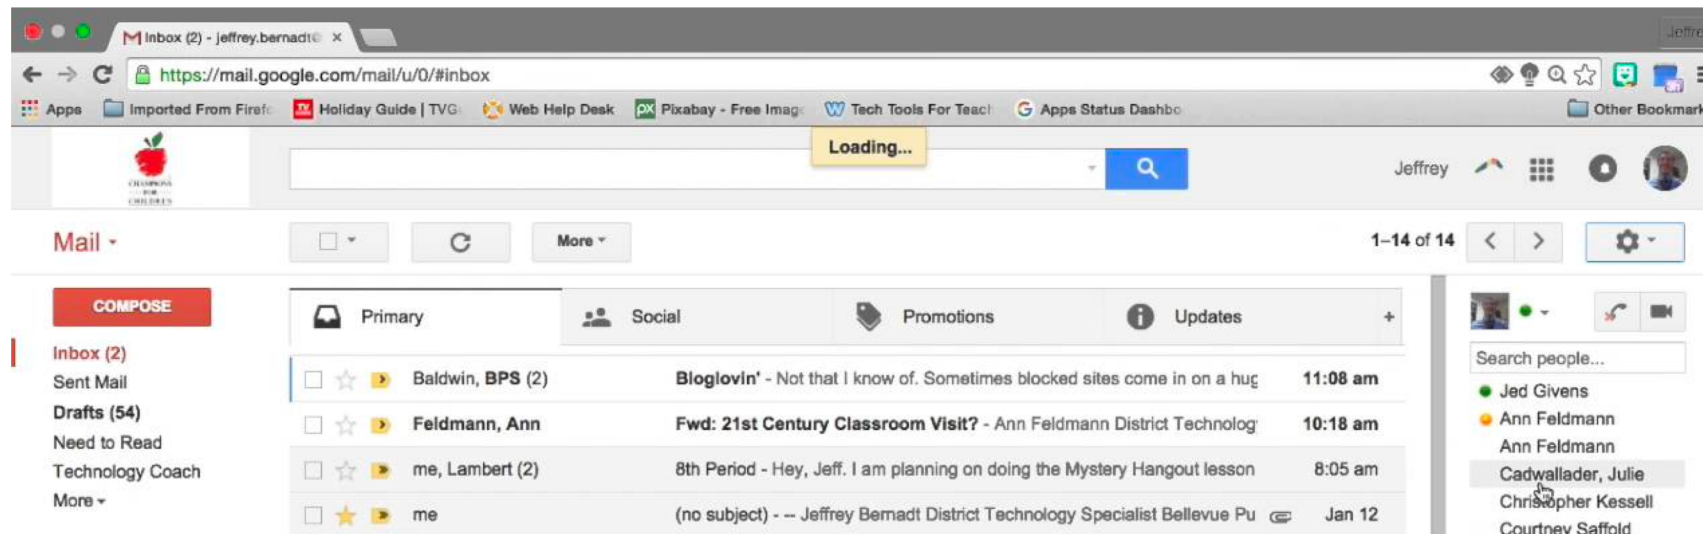 Inbox (2) - jeffrey.bernadt@ ×
Jeffre
https://mail.google.com/mail/u/0/#inbox
Apps Imported From Firefo TV Holiday Guide | TVG Web Help Desk px Pixabay - Free Imag W Tech Tools For Teach G Apps Status Dashbo Other Bookmark
Loading...
CHAMPIONS
FOR
CHILDREN
Jeffrey
Mail
More
1–14 of 14
COMPOSE
Primary Social Promotions Updates +
Inbox (2)
Sent Mail
Drafts (54)
Need to Read
Technology Coach
More
Baldwin, BPS (2) Bloglovin' - Not that I know of. Sometimes blocked sites come in on a hug 11:08 am
Feldmann, Ann Fwd: 21st Century Classroom Visit? - Ann Feldmann District Technolog 10:18 am
me, Lambert (2) 8th Period - Hey, Jeff. I am planning on doing the Mystery Hangout lesson 8:05 am
me (no subject) - -- Jeffrey Bernadt District Technology Specialist Bellevue Pu Jan 12
Search people...
Jed Givens
Ann Feldmann
Ann Feldmann
Cadwallader, Julie
Christopher Kessell
Courtney Saffold